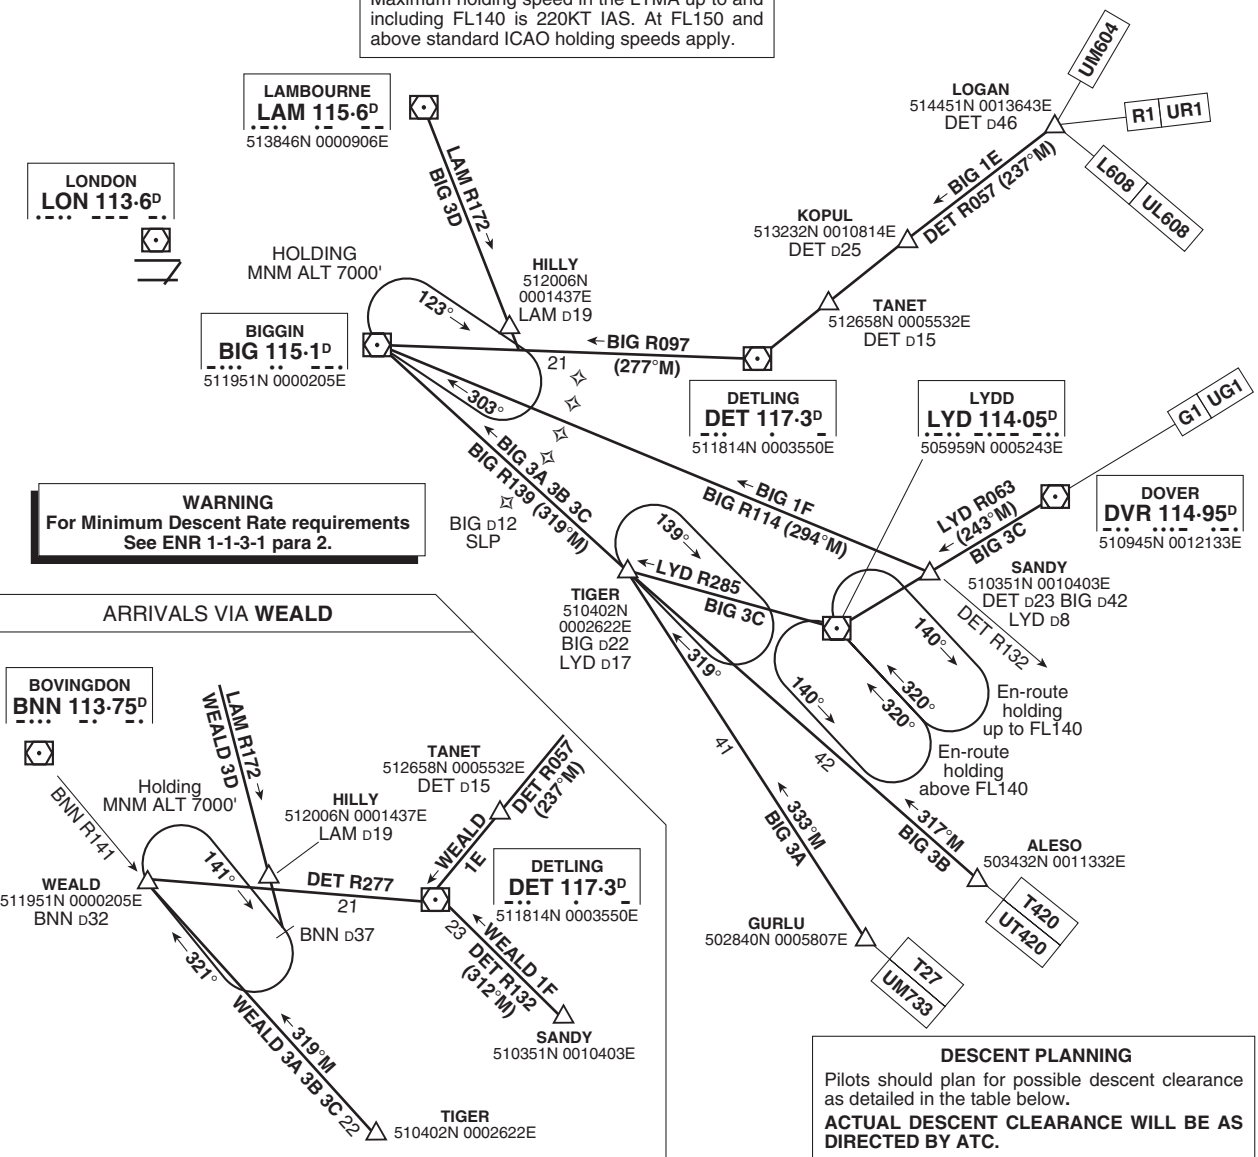 Maximum holding speed in the LTMA up to and
including FL140 is 220KT IAS. At FL150 and
above standard ICAO holding speeds apply.
UM604
LOGAN
514451N 0013643E
DET D46
R1 UR1
L608 UL608
LAMBOURNE
LAM 115·6D
513846N 0000906E
LONDON
LON 113·6D
LAM R172
BIG 3D
BIG 1E
DET R057 (237°M)
KOPUL
513232N 0010814E
DET D25
HOLDING
MNM ALT 7000'
HILLY
512006N
0001437E
LAM D19
123°
TANET
512658N 0005532E
DET D15
BIGGIN
BIG 115·1D
511951N 0000205E
BIG R097
(277°M)
21
303°
DETLING
DET 117·3D
511814N 0003550E
LYDD
LYD 114·05D
505959N 0005243E
G1 UG1
DOVER
DVR 114·95D
510945N 0012133E
BIG 3A 3B 3C
BIG R139 (319°M)
BIG 1F
BIG R114 (294°M)
LYD R063
(243°M)
BIG 3C
WARNING
For Minimum Descent Rate requirements
See ENR 1-1-3-1 para 2.
BIG D12
SLP
139°
LYD R285
BIG 3C
SANDY
510351N 0010403E
DET D23 BIG D42
LYD D8
DET R132
TIGER
510402N
0002622E
BIG D22
LYD D17
319°
140°
320°
140°
320°
En-route
holding
up to FL140
En-route
holding
above FL140
41
42
333°M
BIG 3A
317°M
BIG 3B
ALESO
503432N 0011332E
T420
UT420
GURLU
502840N 0005807E
T27
UM733
ARRIVALS VIA WEALD
BOVINGDON
BNN 113·75D
LAM R172
WEALD 3D
BNN R141
Holding
MNM ALT 7000'
TANET
512658N 0005532E
DET D15
DET R057
(237°M)
HILLY
512006N 0001437E
LAM D19
WEALD
1E
141°
DET R277
21
DETLING
DET 117·3D
511814N 0003550E
WEALD
511951N 0000205E
BNN D32
BNN D37
23
WEALD 1F
DET R132
(312°M)
321°
319°M
WEALD 3A 3B 3C
22
SANDY
510351N 0010403E
TIGER
510402N 0002622E
DESCENT PLANNING
Pilots should plan for possible descent clearance
as detailed in the table below.
ACTUAL DESCENT CLEARANCE WILL BE AS
DIRECTED BY ATC.